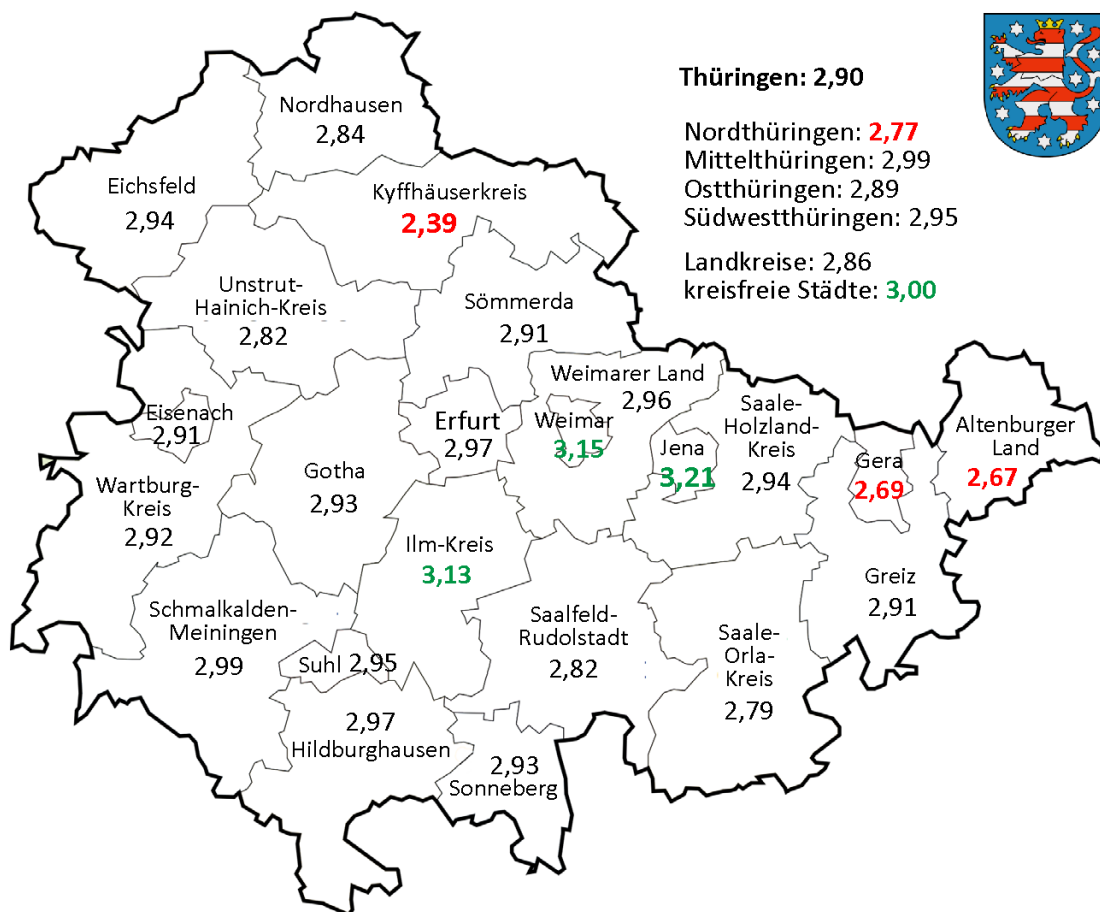 Thüringen: 2,90
Nordthüringen: 2,77
Mittelthüringen: 2,99
Ostthüringen: 2,89
Südwestthüringen: 2,95
Landkreise: 2,86
kreisfreie Städte: 3,00
Nordhausen
2,84
Eichsfeld
2,94
Kyffhäuserkreis
2,39
Unstrut-
Hainich-Kreis
2,82
Sömmerda
2,91
Weimarer Land
2,96
Eisenach
2,91
Erfurt
2,97
Weimar
3,15
Jena
3,21
Saale-
Holzland-
Kreis
2,94
Gera
2,69
Altenburger
Land
2,67
Gotha
2,93
Wartburg-
Kreis
2,92
Ilm-Kreis
3,13
Greiz
2,91
Schmalkalden-
Meiningen
2,99
Suhl 2,95
Saalfeld-
Rudolstadt
2,82
Saale-
Orla-
Kreis
2,79
2,97
Hildburghausen
2,93
Sonneberg